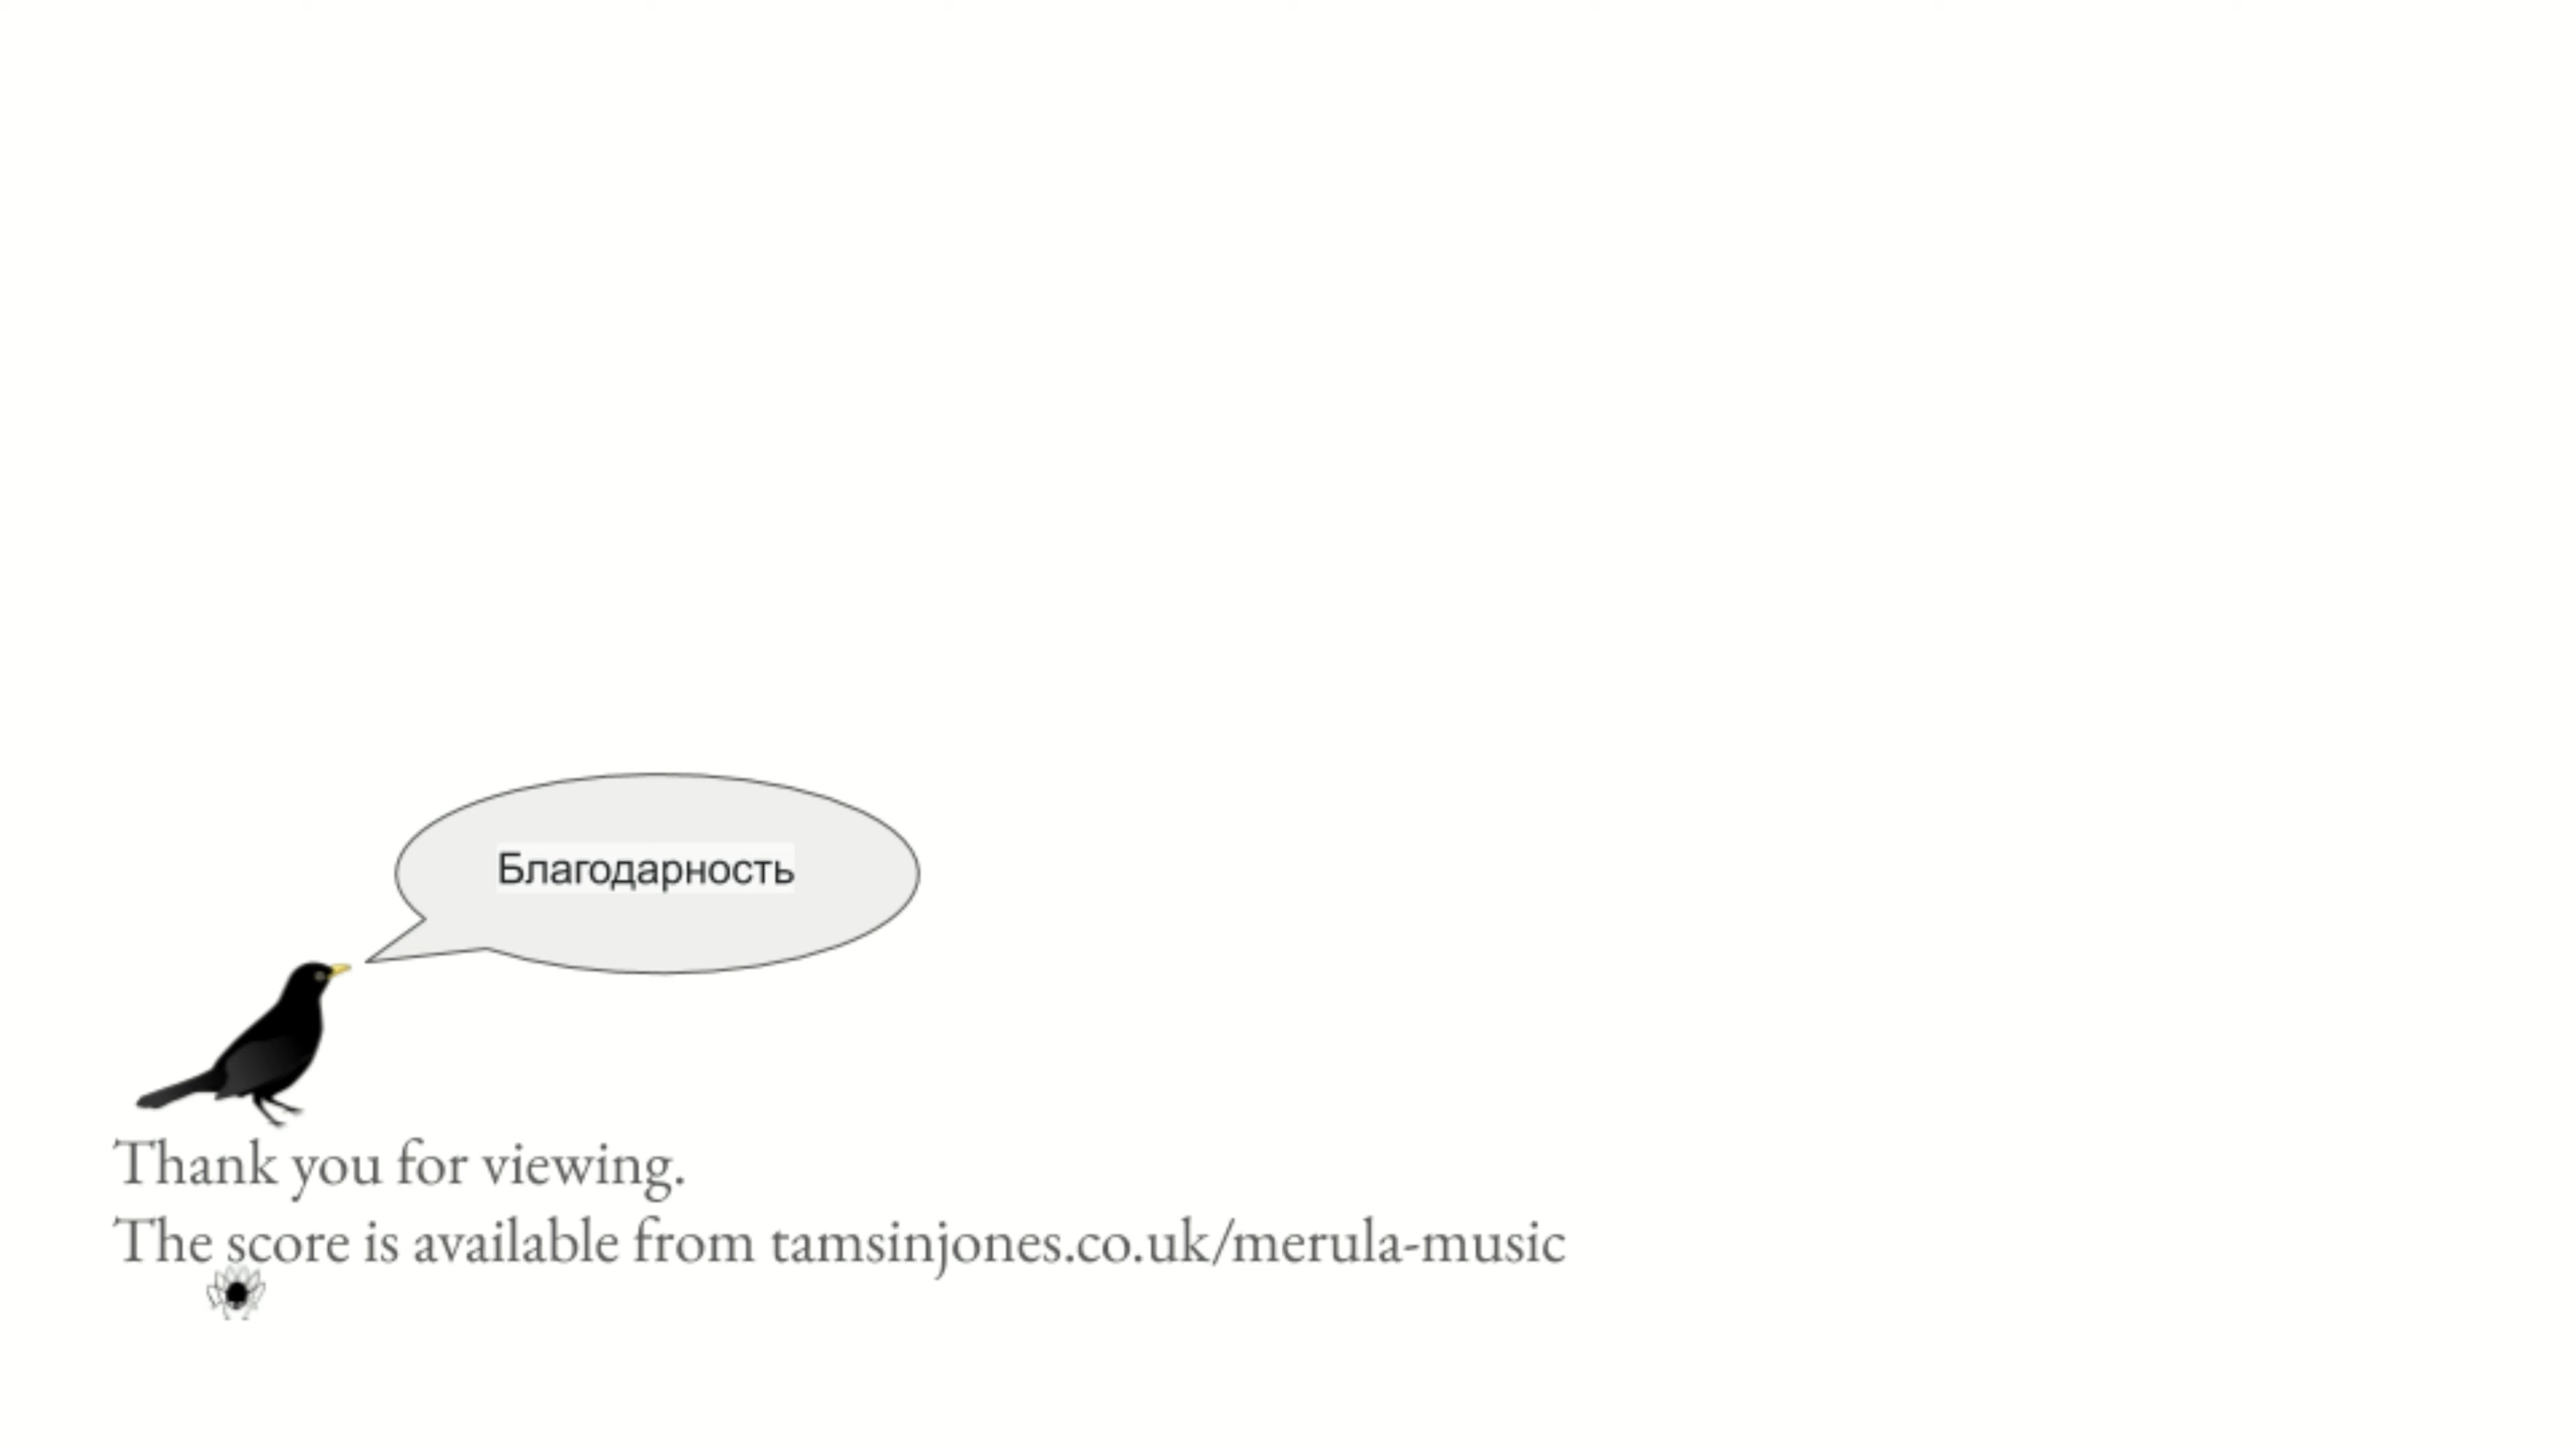 Благодарность
Thank you for viewing.
The score is available from tamsinjones.co.uk/merula-music